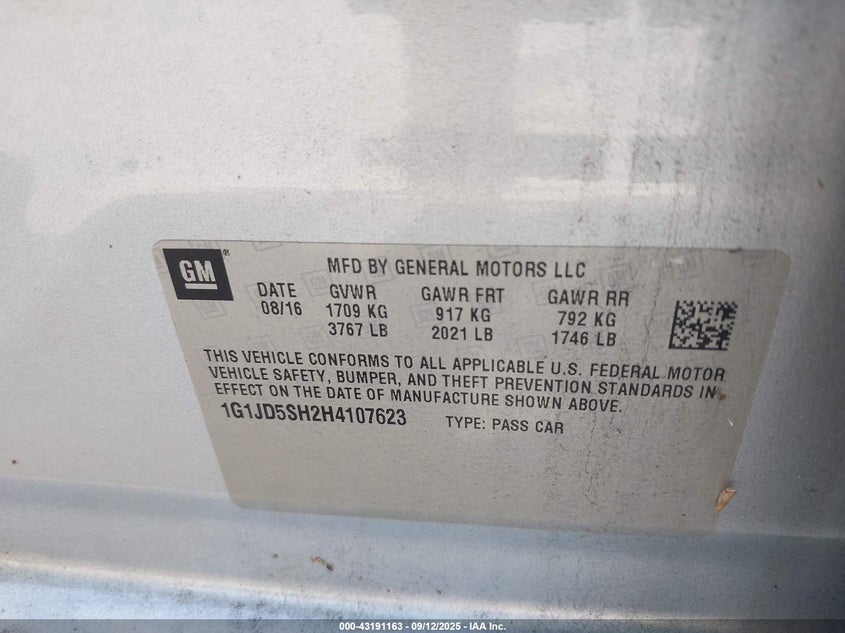 GM®
MFD BY GENERAL MOTORS LLC
DATE GVWR GAWR FRT GAWR RR
08/16 1709 KG 917 KG 792 KG
3767 LB 2021 LB 1746 LB
THIS VEHICLE CONFORMS TO ALL APPLICABLE U.S. FEDERAL MOTOR
VEHICLE SAFETY, BUMPER, AND THEFT PREVENTION STANDARDS IN
EFFECT ON THE DATE OF MANUFACTURE SHOWN ABOVE.
1G1JD5SH2H4107623 TYPE: PASS CAR
000-43191163 - 09/12/2025 - IAA Inc.